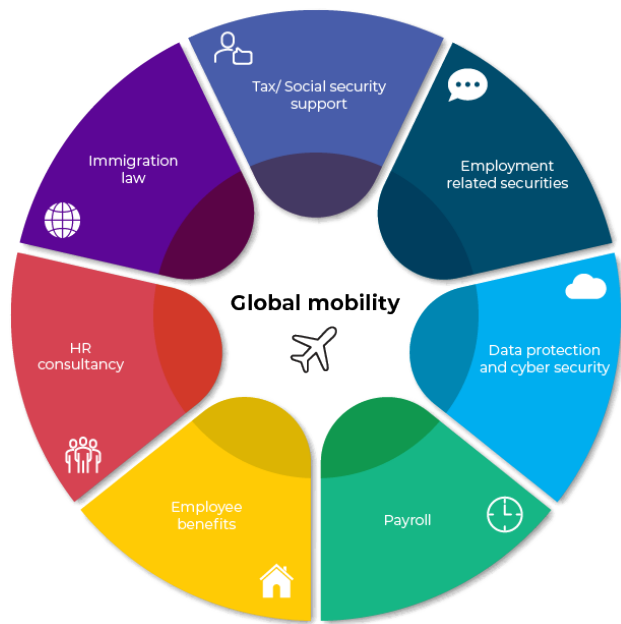 Tax/ Social security
support
Employment
related securities
Data protection
and cyber security
Payroll
Employee
benefits
HR
consultancy
Immigration
law
Global mobility